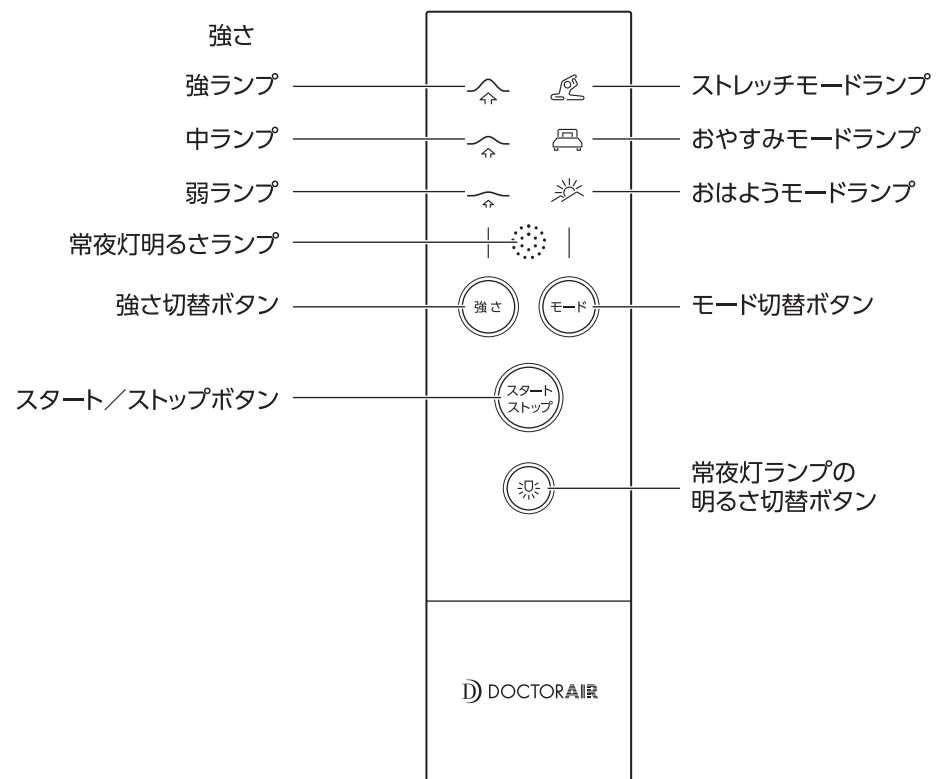 強さ
強ランプ
中ランプ
弱ランプ
常夜灯明るさランプ
強さ切替ボタン
スタート／ストップボタン
強さ
モード
スタート
ストップ
DOCTORAIR
ストレッチモードランプ
おやすみモードランプ
おはようモードランプ
モード切替ボタン
常夜灯ランプの
明るさ切替ボタン